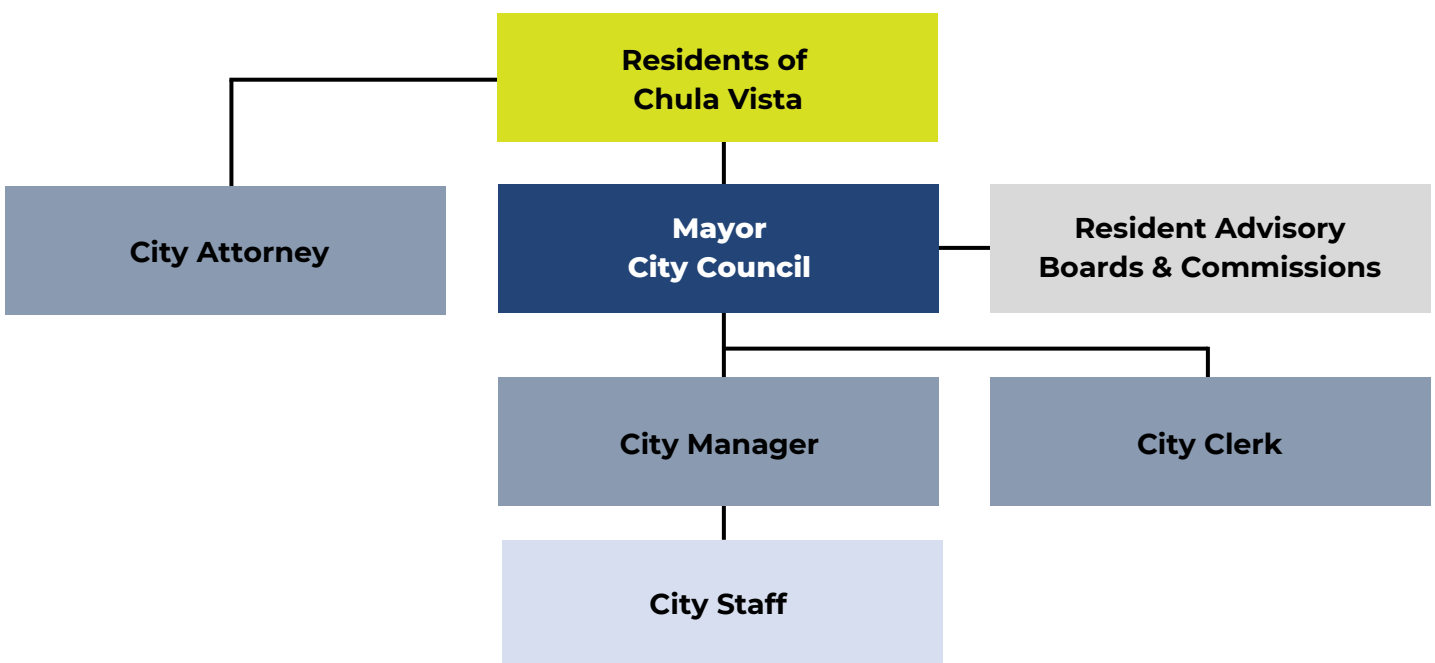 Residents of
Chula Vista
City Attorney
Mayor
City Council
Resident Advisory
Boards & Commissions
City Manager
City Clerk
City Staff